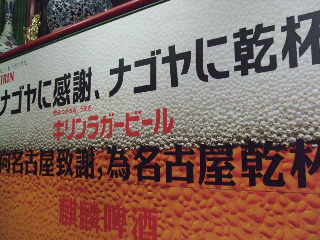 KIRIN
ナゴヤに感謝、ナゴヤに乾杯
キリンラガービール
向名古屋致謝,為名古屋乾杯
麒麟啤酒